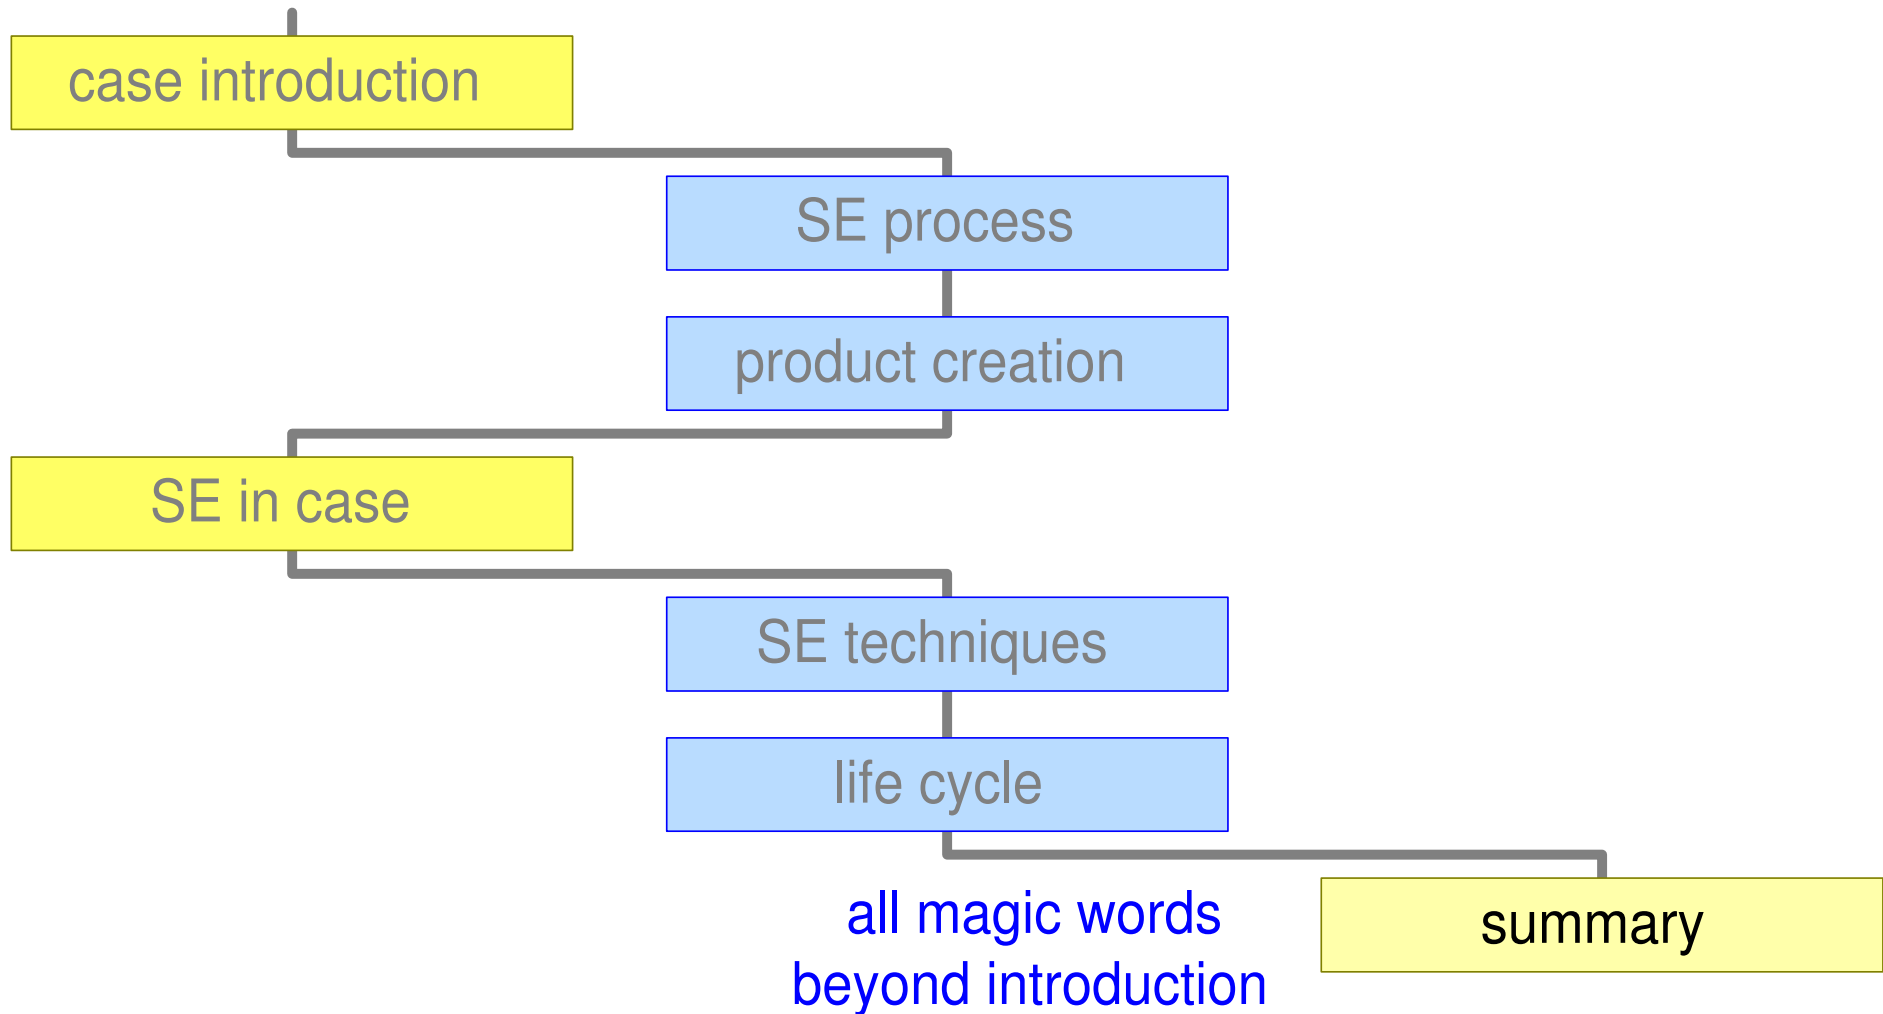 case introduction
SE process
product creation
SE in case
SE techniques
life cycle
all magic words
beyond introduction
summary